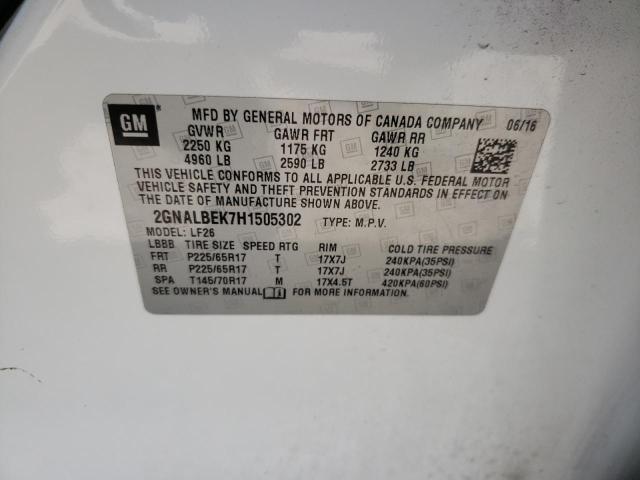 GM ®
MFD BY GENERAL MOTORS OF CANADA COMPANY 06/16
GVWR GAWR FRT GAWR RR
2250 KG 1175 KG 1240 KG
4960 LB 2590 LB 2733 LB
THIS VEHICLE CONFORMS TO ALL APPLICABLE U.S. FEDERAL MOTOR
VEHICLE SAFETY AND THEFT PREVENTION STANDARDS IN EFFECT ON
THE DATE OF MANUFACTURE SHOWN ABOVE.
2GNALBEK7H1505302 TYPE: M.P.V.
MODEL: LF26
LBBB TIRE SIZE SPEED RTG RIM COLD TIRE PRESSURE
FRT P225/65R17 T 17X7J 240KPA(35PSI)
RR P225/65R17 T 17X7J 240KPA(35PSI)
SPA T145/70R17 M 17X4.5T 420KPA(60PSI)
SEE OWNER'S MANUAL FOR MORE INFORMATION.